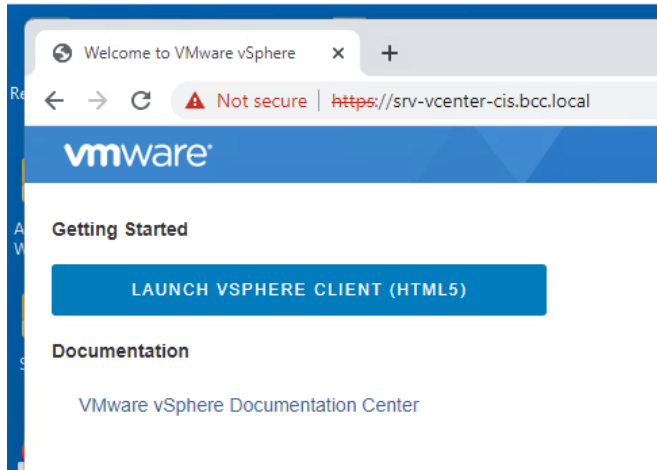 Welcome to VMware vSphere
Re
Not secure | https://srv-vcenter-cis.bcc.local
vmware
Getting Started
A
W
LAUNCH VSPHERE CLIENT (HTML5)
Documentation
S
VMware vSphere Documentation Center